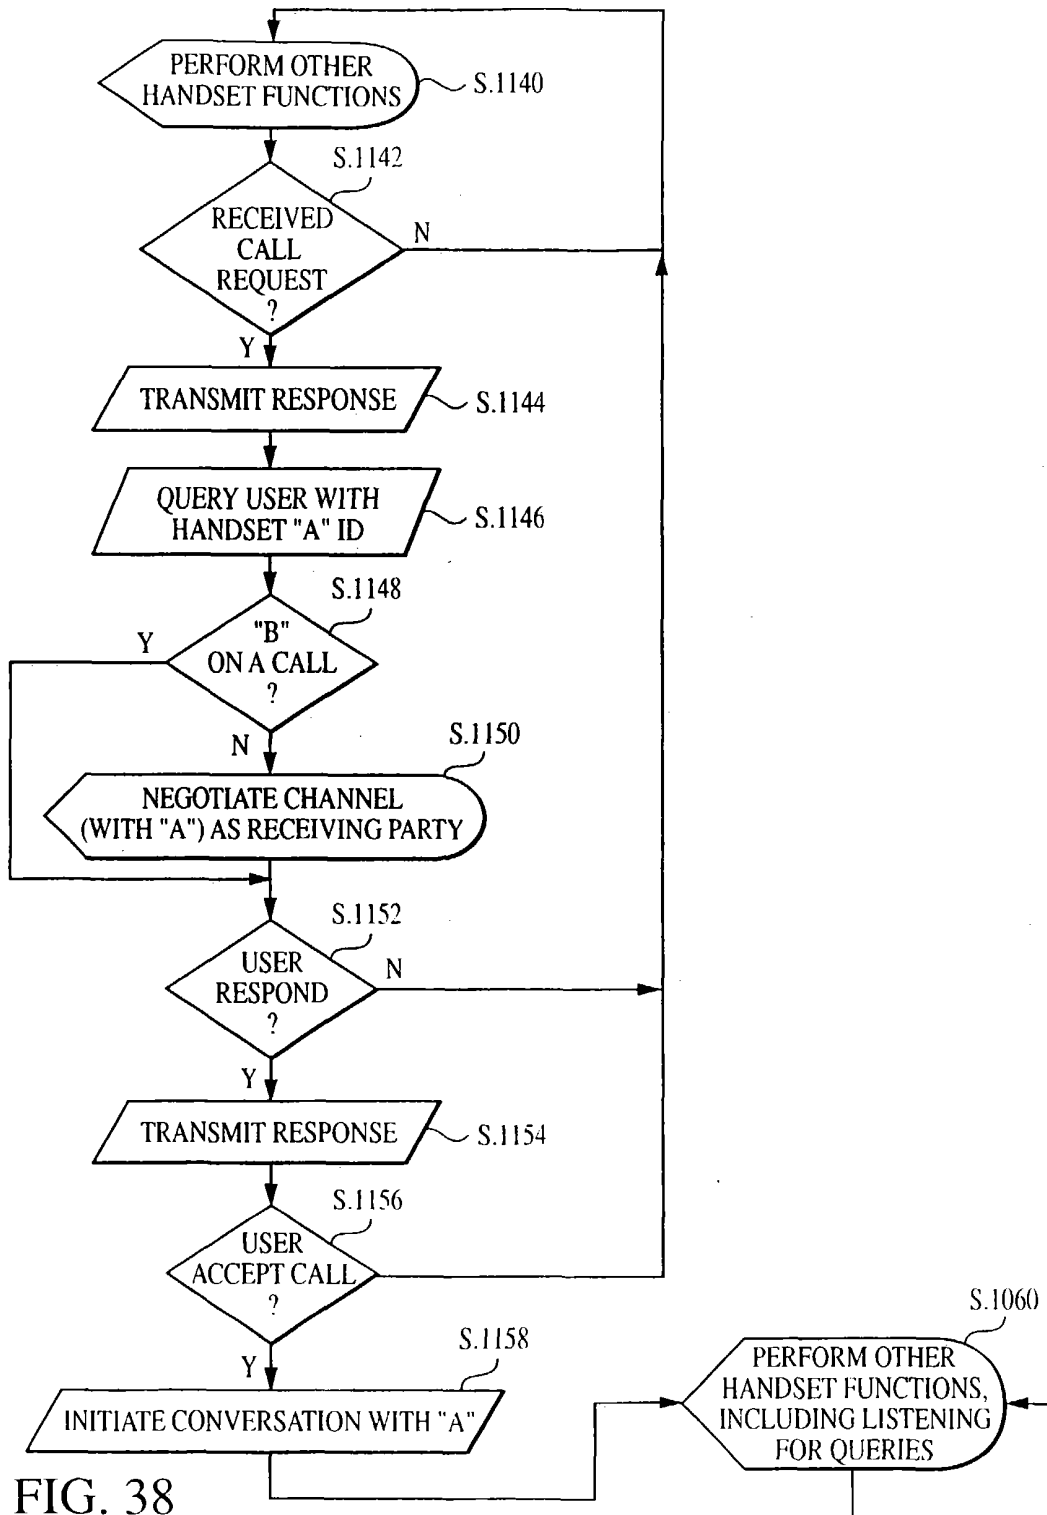 PERFORM OTHER
HANDSET FUNCTIONS
S.1140
S.1142
RECEIVED
CALL
REQUEST
?
N
Y
TRANSMIT RESPONSE
S.1144
QUERY USER WITH
HANDSET "A" ID
S.1146
S.1148
"B"
ON A CALL
?
Y
N
S.1150
NEGOTIATE CHANNEL
(WITH "A") AS RECEIVING PARTY
S.1152
USER
RESPOND
?
N
Y
TRANSMIT RESPONSE
S.1154
S.1156
USER
ACCEPT CALL
?
Y
S.1158
INITIATE CONVERSATION WITH "A"
S.1060
PERFORM OTHER
HANDSET FUNCTIONS,
INCLUDING LISTENING
FOR QUERIES
FIG. 38